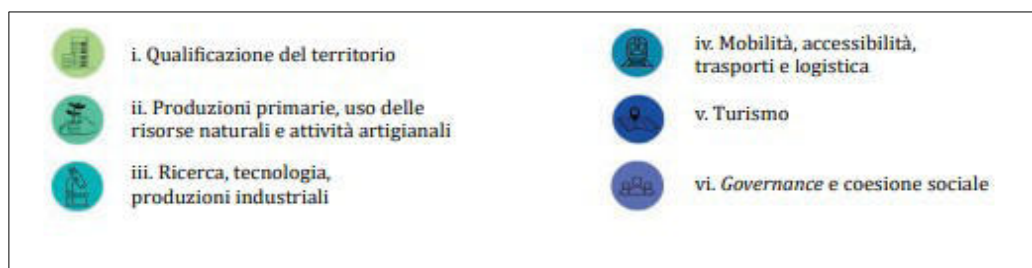 i. Qualificazione del territorio
ii. Produzioni primarie, uso delle
risorse naturali e attività artigianali
iii. Ricerca, tecnologia,
produzioni industriali
iv. Mobilità, accessibilità,
trasporti e logistica
v. Turismo
vi. Governance e coesione sociale